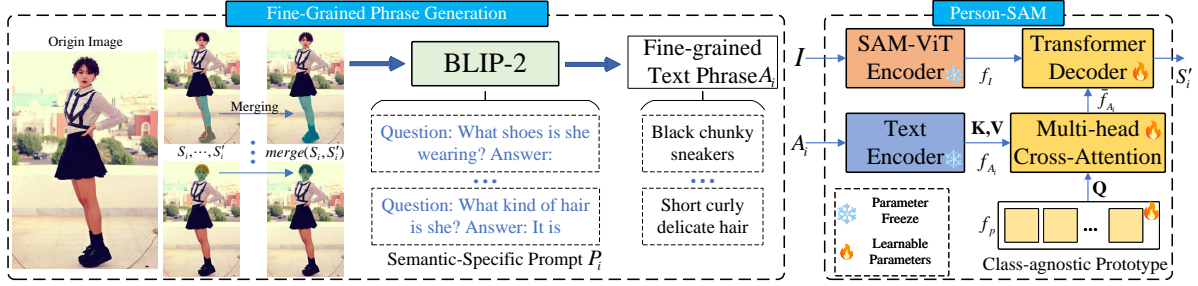 Fine-Grained Phrase Generation
Origin Image
Merging
S_i,···,S'_i
merge(S_i,S'_i)
BLIP-2
Fine-grained
Text Phrase A_i
Question: What shoes is she
wearing? Answer:
...
Question: What kind of hair
is she? Answer: It is
Semantic-Specific Prompt P_i
Black chunky
sneakers
...
Short curly
delicate hair
Person-SAM
I
SAM-ViT
Encoder
f_I
Transformer
Decoder
S'_i
f̄_{A_i}
A_i
Text
Encoder
K,V
f_{A_i}
Multi-head
Cross-Attention
Q
Parameter
Freeze
Learnable
Parameters
f_p
...
Class-agnostic Prototype